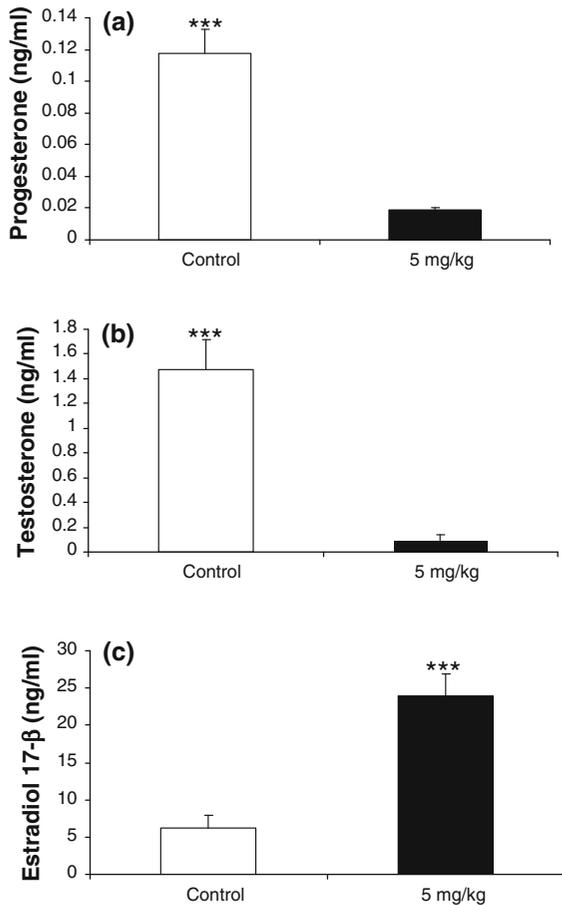 (a)
Progesterone (ng/ml)
0.14
0.12
0.1
0.08
0.06
0.04
0.02
0
***
Control
5 mg/kg
(b)
Testosterone (ng/ml)
1.8
1.6
1.4
1.2
1
0.8
0.6
0.4
0.2
0
***
Control
5 mg/kg
(c)
Estradiol 17-β (ng/ml)
30
25
20
15
10
5
0
***
Control
5 mg/kg